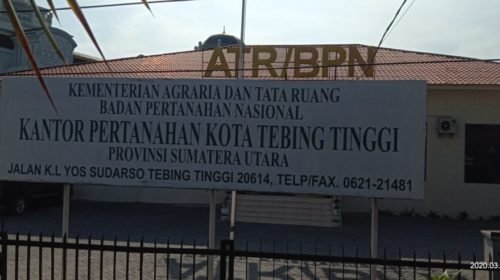 ATR/BPN
KEMENTERIAN AGRARIA DAN TATA RUANG
BADAN PERTANAHAN NASIONAL
KANTOR PERTANAHAN KOTA TEBING TINGGI
PROVINSI SUMATERA UTARA
JALAN K.L YOS SUDARSO TEBING TINGGI 20614, TELP/FAX. 0621-21481
2020.03